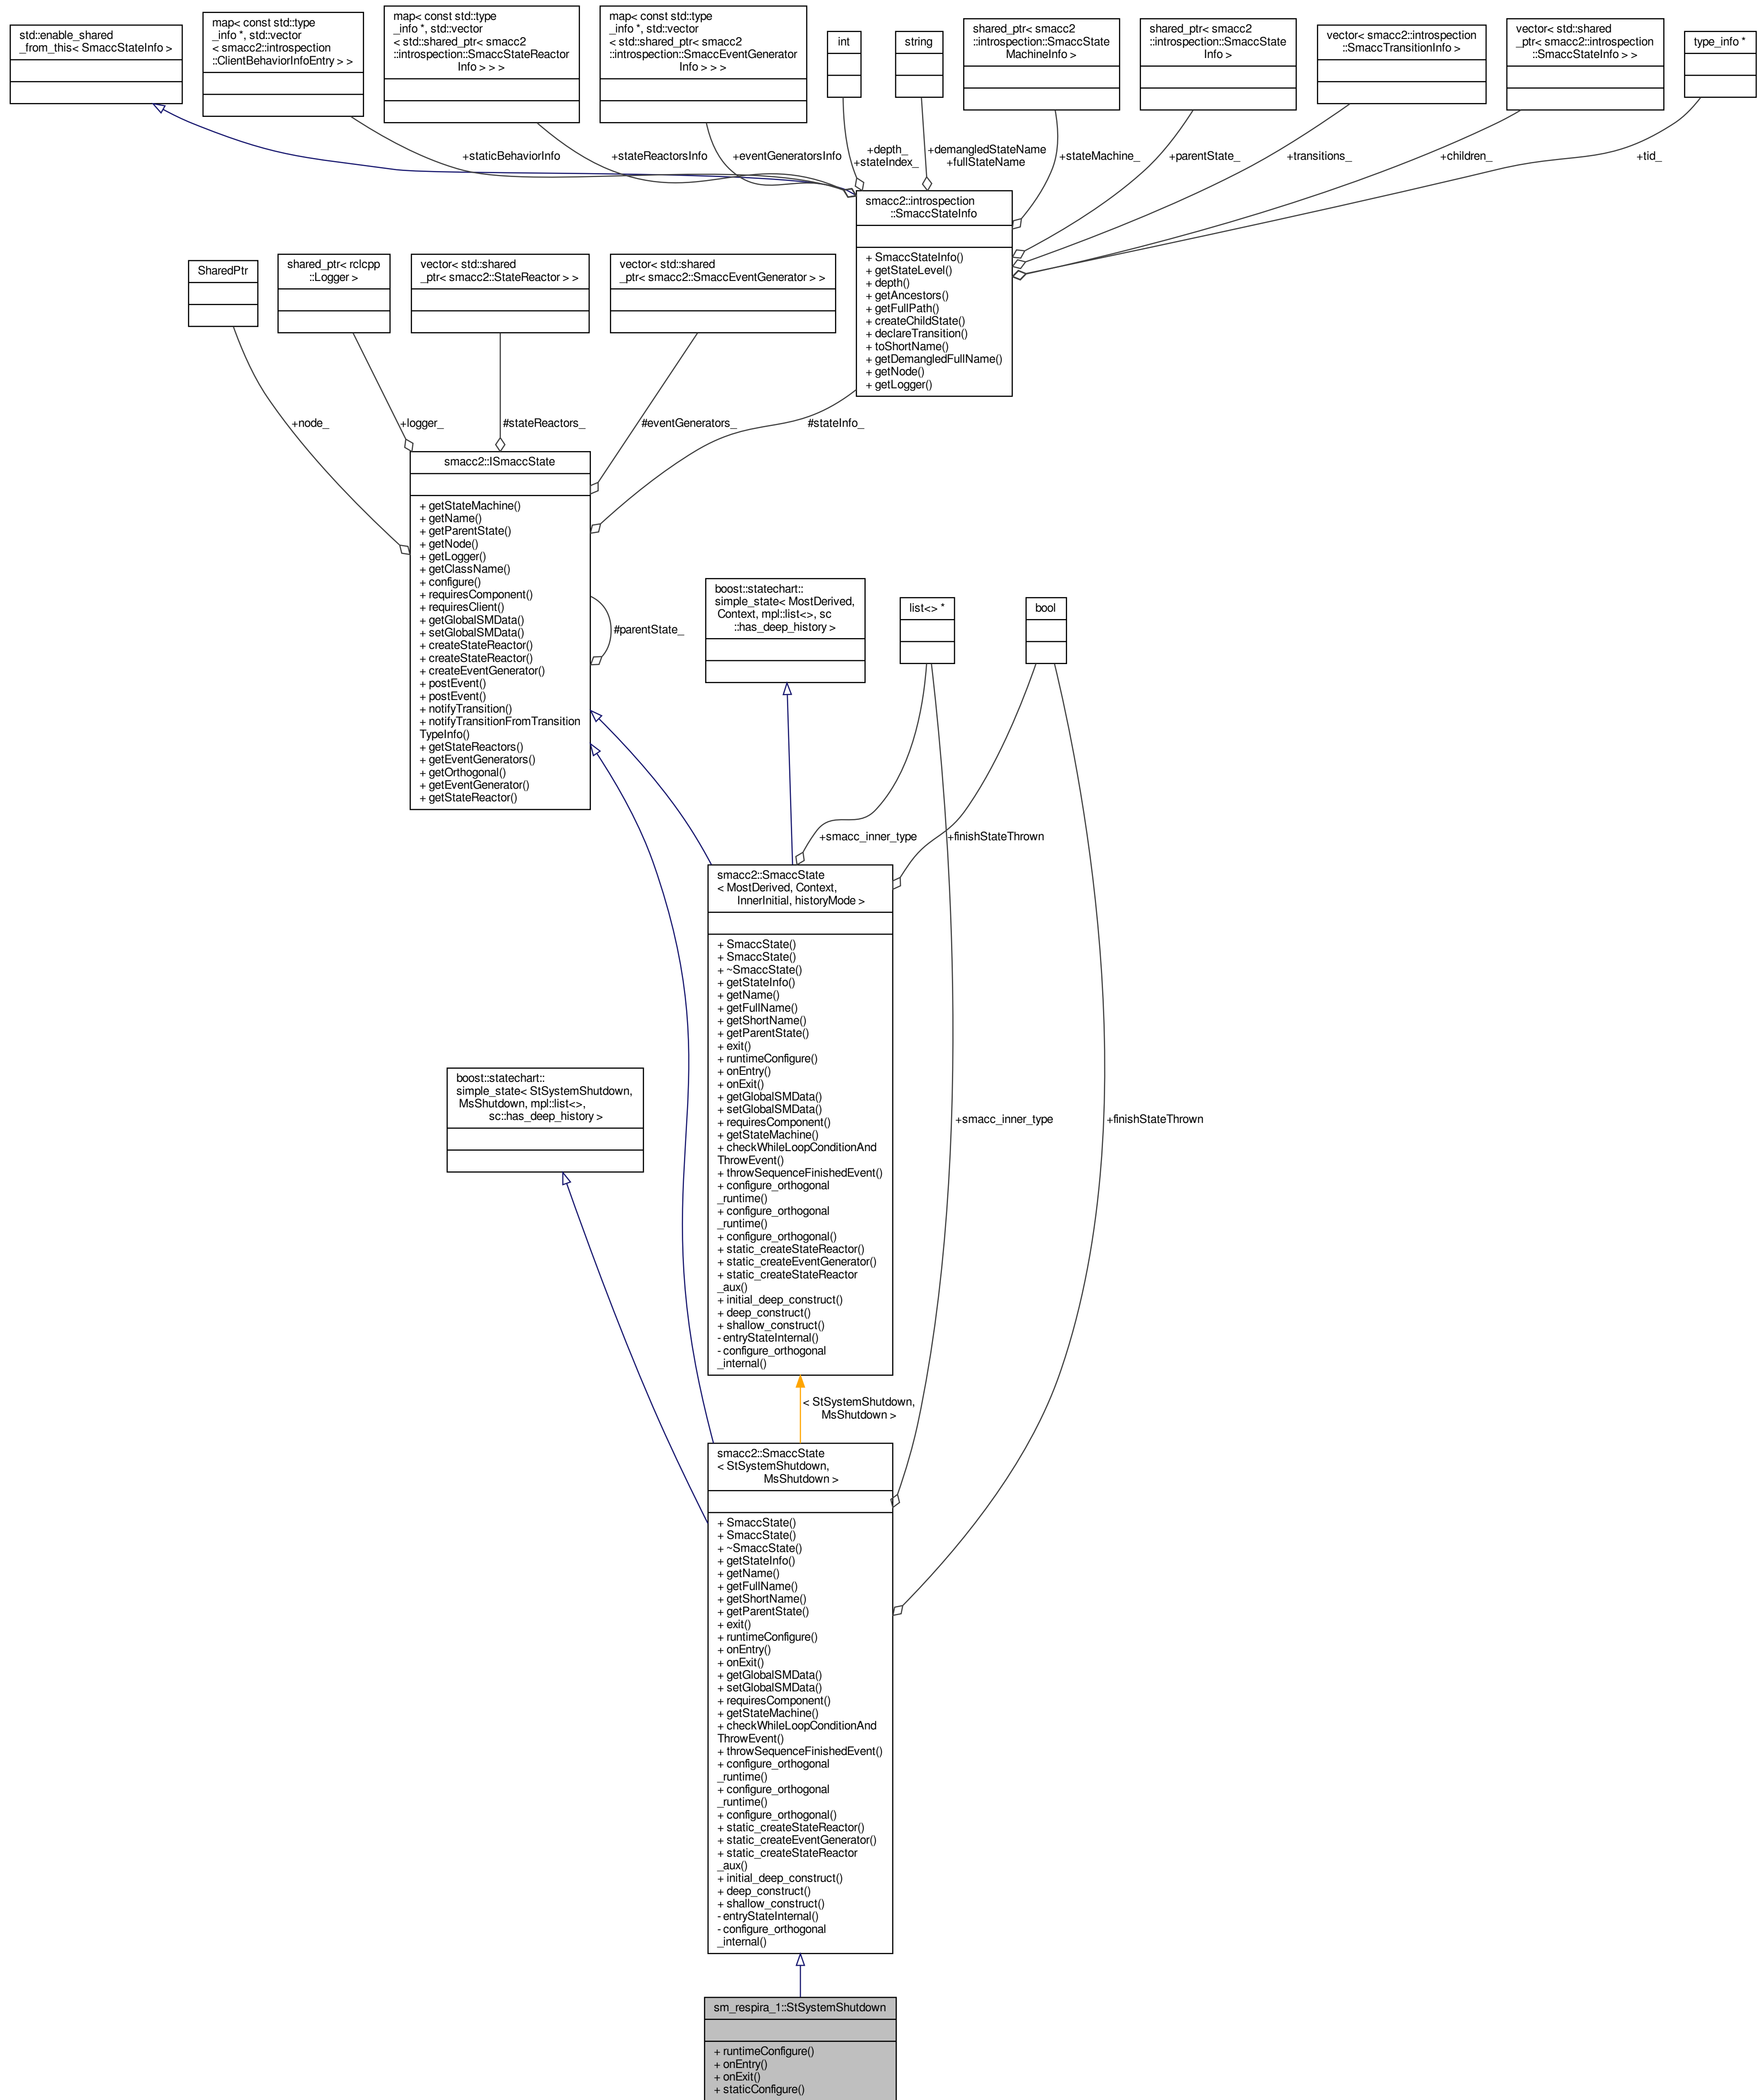 std::enable_shared
_from_this< SmaccStateInfo >
map< const std::type
_info *, std::vector
< smacc2::introspection
::ClientBehaviorInfoEntry > >
map< const std::type
_info *, std::vector
< std::shared_ptr< smacc2
::introspection::SmaccStateReactor
Info > > >
map< const std::type
_info *, std::vector
< std::shared_ptr< smacc2
::introspection::SmaccEventGenerator
Info > > >
int
string
shared_ptr< smacc2
::introspection::SmaccState
MachineInfo >
shared_ptr< smacc2
::introspection::SmaccState
Info >
vector< smacc2::introspection
::SmaccTransitionInfo >
vector< std::shared
_ptr< smacc2::introspection
::SmaccStateInfo > >
type_info *
+staticBehaviorInfo
+stateReactorsInfo
+eventGeneratorsInfo
+depth_
+stateIndex_
+demangledStateName
+fullStateName
+stateMachine_
+parentState_
+transitions_
+children_
+tid_
smacc2::introspection
::SmaccStateInfo
+ SmaccStateInfo()
+ getStateLevel()
+ depth()
+ getAncestors()
+ getFullPath()
+ createChildState()
+ declareTransition()
+ toShortName()
+ getDemangledFullName()
+ getNode()
+ getLogger()
SharedPtr
shared_ptr< rclcpp
::Logger >
vector< std::shared
_ptr< smacc2::StateReactor > >
vector< std::shared
_ptr< smacc2::SmaccEventGenerator > >
+node_
+logger_
#stateReactors_
#eventGenerators_
#stateInfo_
smacc2::ISmaccState
+ getStateMachine()
+ getName()
+ getParentState()
+ getNode()
+ getLogger()
+ getClassName()
+ configure()
+ requiresComponent()
+ requiresClient()
+ getGlobalSMData()
+ setGlobalSMData()
+ createStateReactor()
+ createStateReactor()
+ createEventGenerator()
+ postEvent()
+ postEvent()
+ notifyTransition()
+ notifyTransitionFromTransition
TypeInfo()
+ getStateReactors()
+ getEventGenerators()
+ getOrthogonal()
+ getEventGenerator()
+ getStateReactor()
#parentState_
boost::statechart::
simple_state< MostDerived,
Context, mpl::list<>, sc
::has_deep_history >
list<> *
bool
+smacc_inner_type
+finishStateThrown
smacc2::SmaccState
< MostDerived, Context,
InnerInitial, historyMode >
+ SmaccState()
+ SmaccState()
+ ~SmaccState()
+ getStateInfo()
+ getName()
+ getFullName()
+ getShortName()
+ getParentState()
+ exit()
+ runtimeConfigure()
+ onEntry()
+ onExit()
+ getGlobalSMData()
+ setGlobalSMData()
+ requiresComponent()
+ getStateMachine()
+ checkWhileLoopConditionAnd
ThrowEvent()
+ throwSequenceFinishedEvent()
+ configure_orthogonal
_runtime()
+ configure_orthogonal
_runtime()
+ configure_orthogonal()
+ static_createStateReactor()
+ static_createEventGenerator()
+ static_createStateReactor
_aux()
+ initial_deep_construct()
+ deep_construct()
+ shallow_construct()
- entryStateInternal()
- configure_orthogonal
_internal()
boost::statechart::
simple_state< StSystemShutdown,
MsShutdown, mpl::list<>,
sc::has_deep_history >
+smacc_inner_type
+finishStateThrown
< StSystemShutdown,
MsShutdown >
smacc2::SmaccState
< StSystemShutdown,
MsShutdown >
+ SmaccState()
+ SmaccState()
+ ~SmaccState()
+ getStateInfo()
+ getName()
+ getFullName()
+ getShortName()
+ getParentState()
+ exit()
+ runtimeConfigure()
+ onEntry()
+ onExit()
+ getGlobalSMData()
+ setGlobalSMData()
+ requiresComponent()
+ getStateMachine()
+ checkWhileLoopConditionAnd
ThrowEvent()
+ throwSequenceFinishedEvent()
+ configure_orthogonal
_runtime()
+ configure_orthogonal
_runtime()
+ configure_orthogonal()
+ static_createStateReactor()
+ static_createEventGenerator()
+ static_createStateReactor
_aux()
+ initial_deep_construct()
+ deep_construct()
+ shallow_construct()
- entryStateInternal()
- configure_orthogonal
_internal()
sm_respira_1::StSystemShutdown
+ runtimeConfigure()
+ onEntry()
+ onExit()
+ staticConfigure()